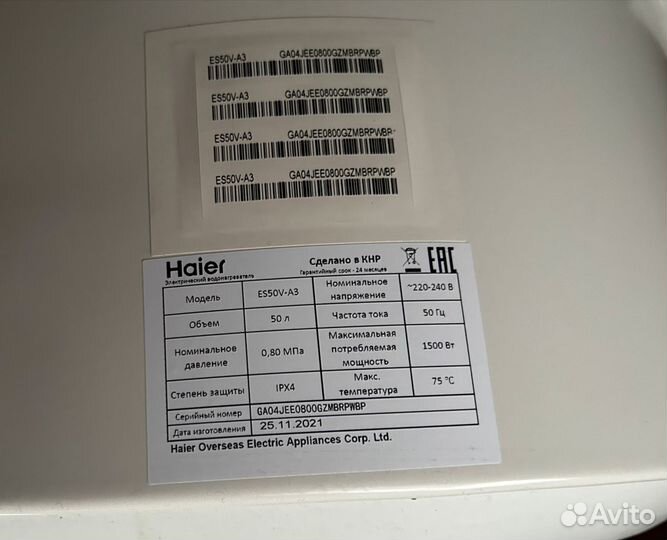 ES50V-A3 GA04JEE0800GZMBRPWBP
ES50V-A3 GA04JEE0800GZMBRPWBP
ES50V-A3 GA04JEE0800GZMBRPWBP
ES50V-A3 GA04JEE0800GZMBRPWBP
Haier Сделано в КНР EAC
Электрический водонагреватель Гарантийный срок - 24 месяцев
Модель ES50V-A3 Номинальное напряжение ~220-240 В
Объем 50 л Частота тока 50 Гц
Номинальное давление 0,80 МПа Максимальная потребляемая мощность 1500 Вт
Степень защиты IPX4 Макс. температура 75 °C
Серийный номер GA04JEE0800GZMBRPWBP
Дата изготовления 25.11.2021
Haier Overseas Electric Appliances Corp. Ltd.
Avito